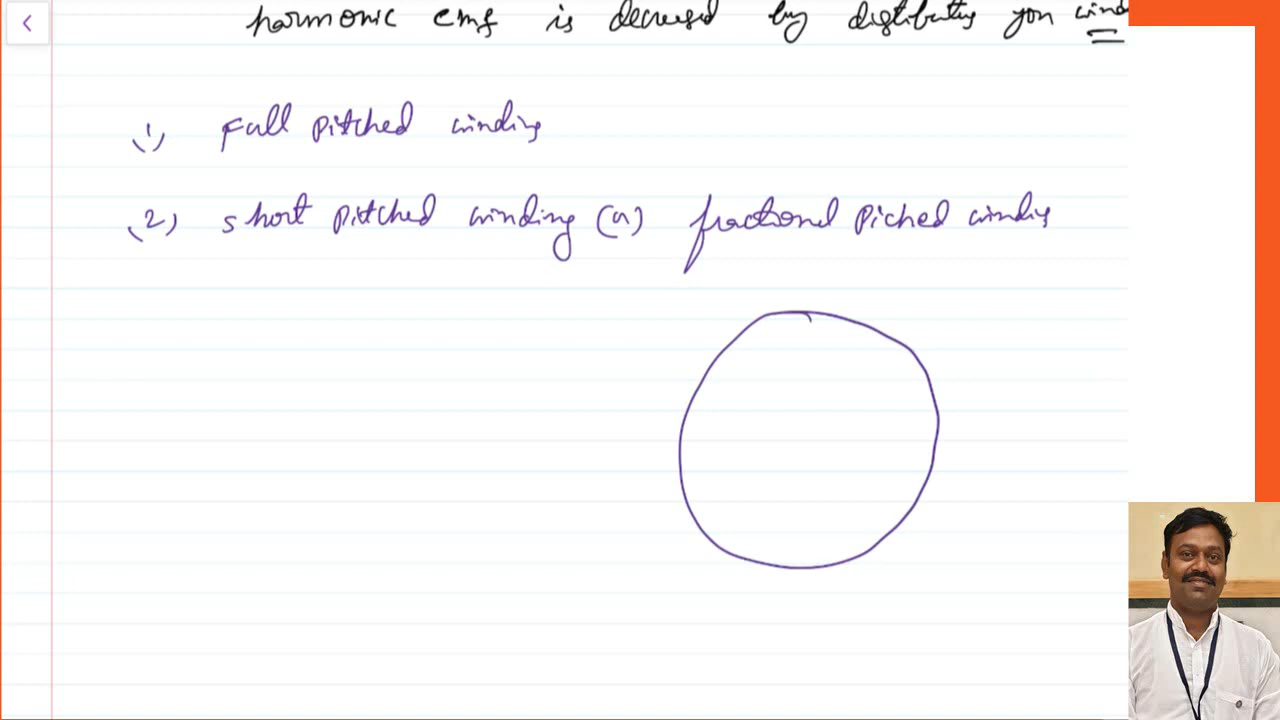 harmonic emf is decreased by distributing your wind
(1) Full pitched winding
(2) short pitched winding (a) fractional piched winding